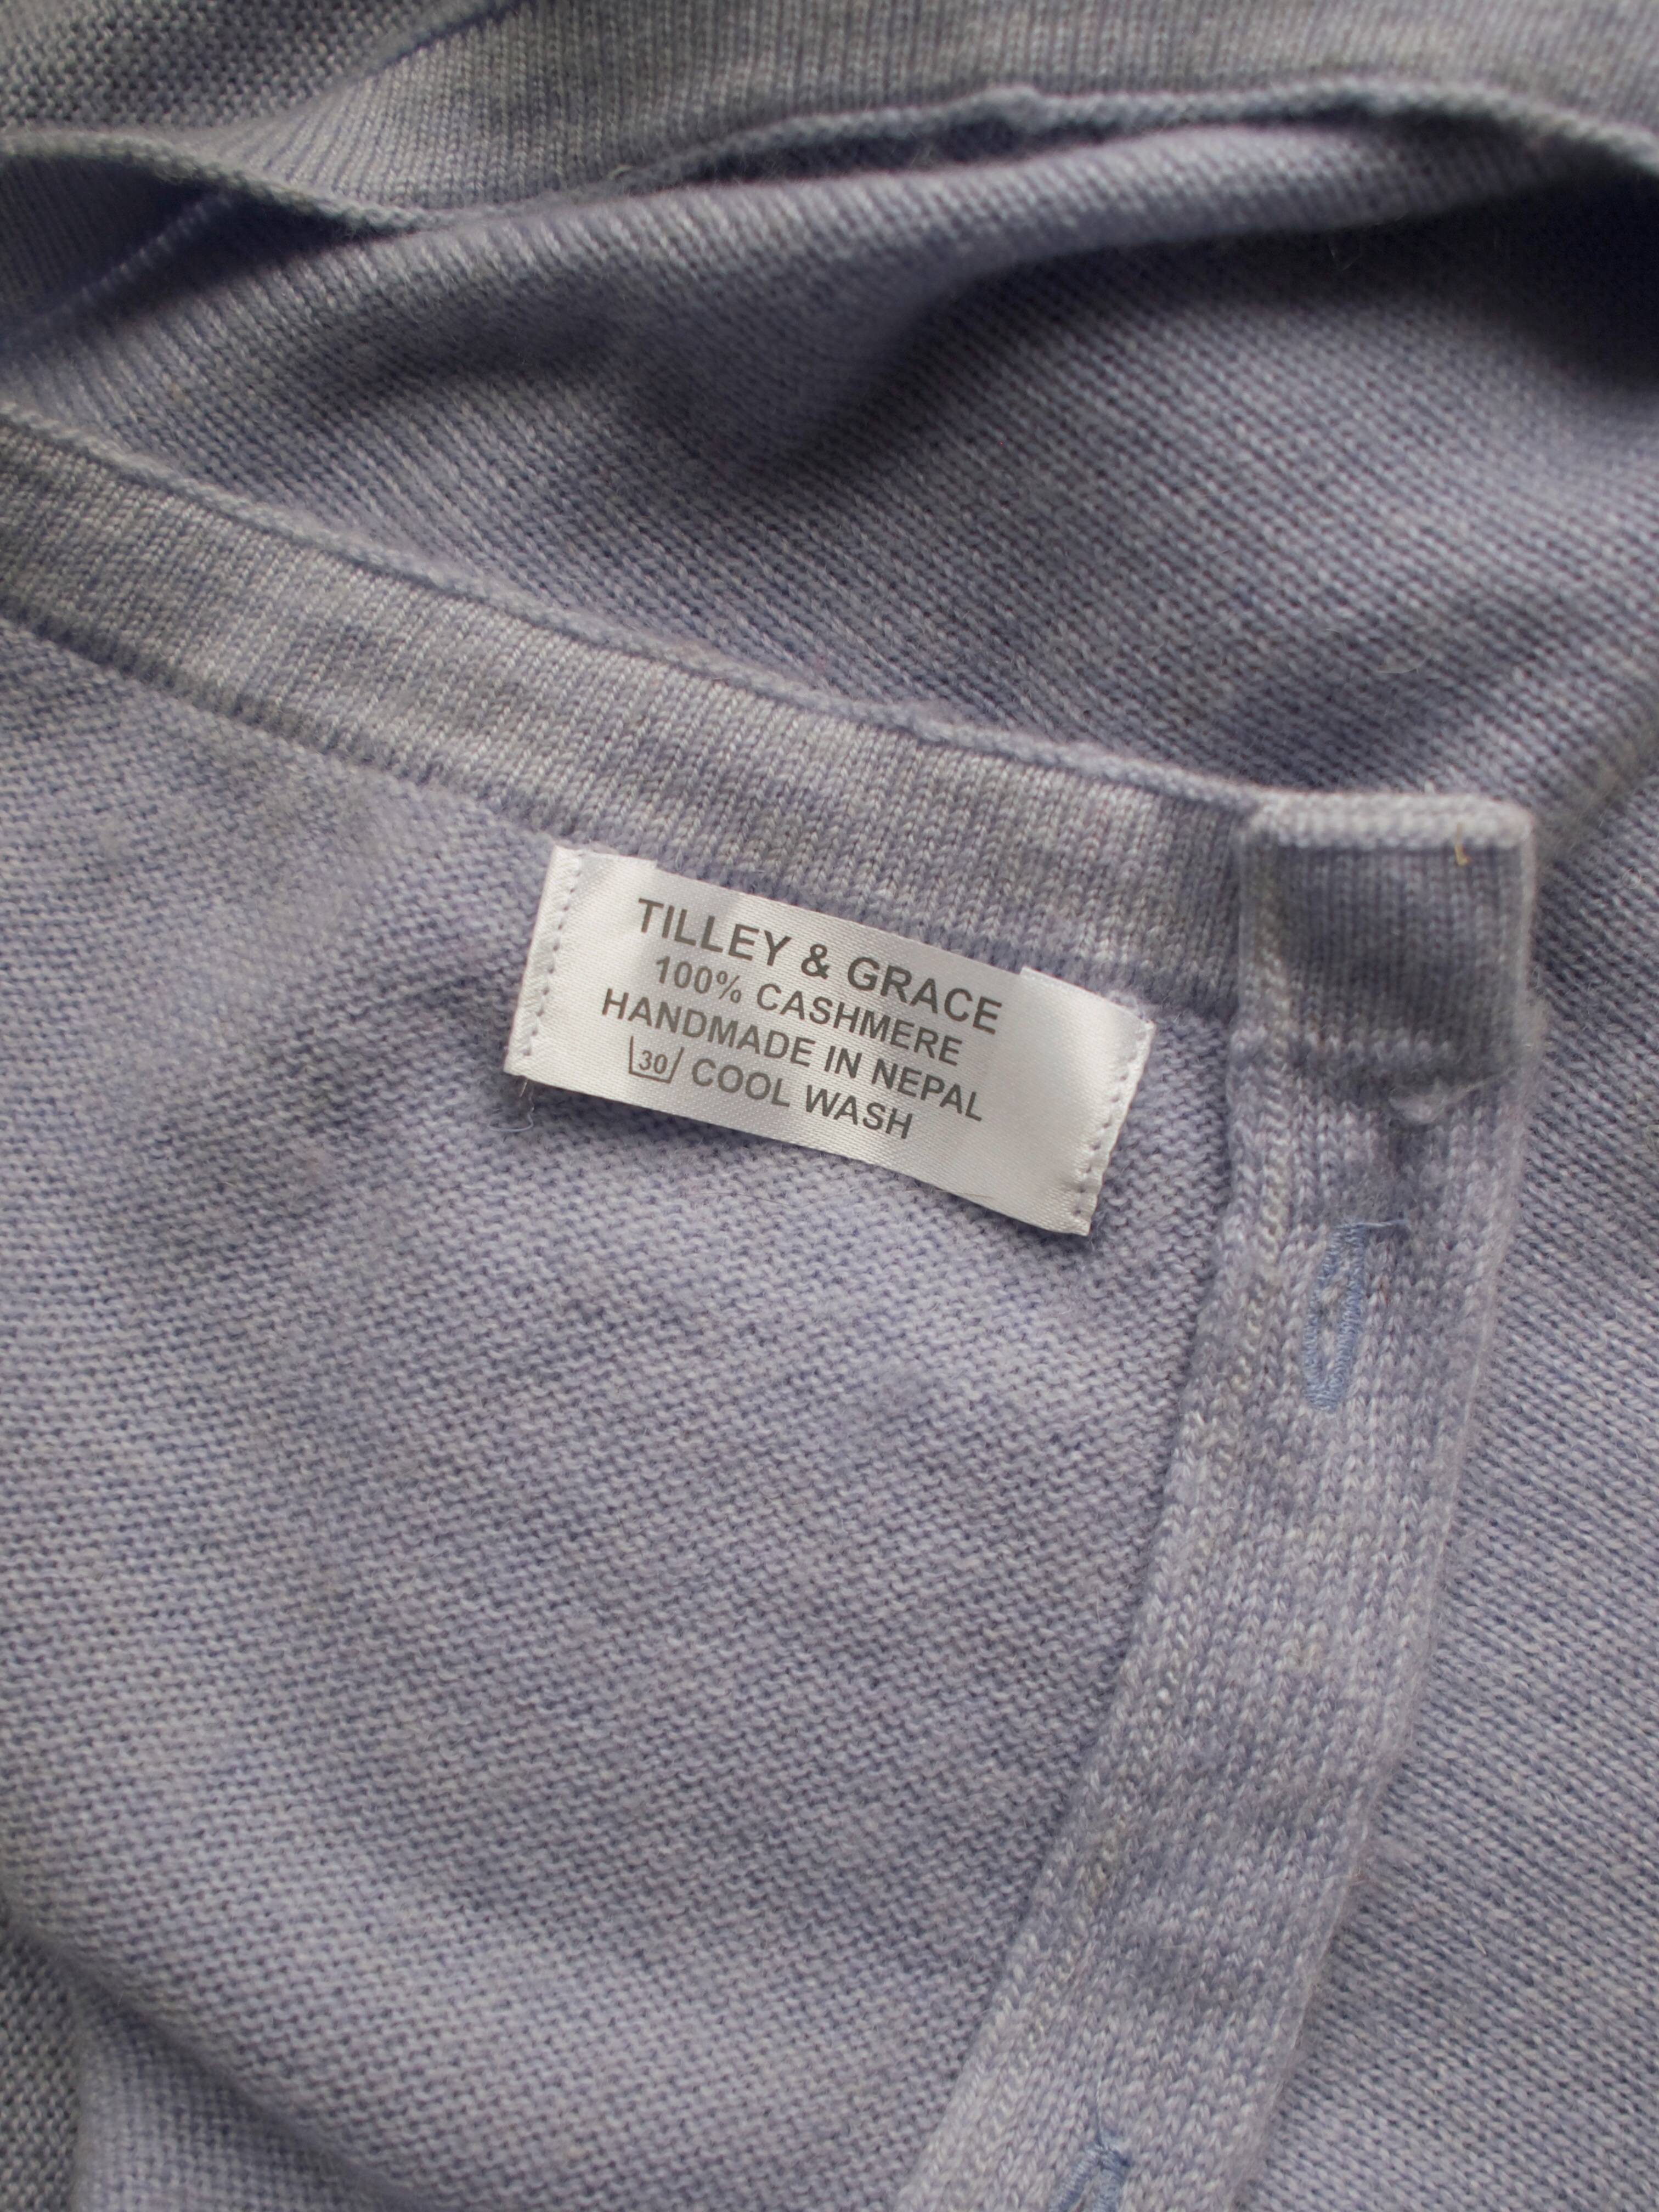 TILLEY & GRACE
100% CASHMERE
HANDMADE IN NEPAL
30 COOL WASH